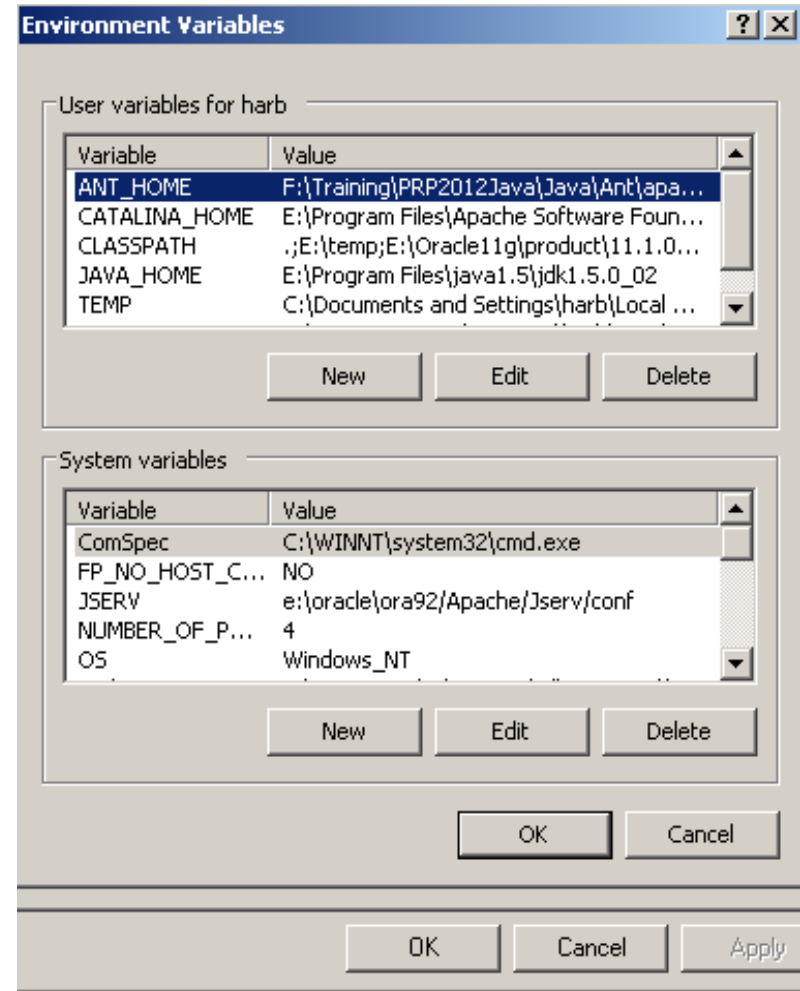 Environment Variables
User variables for harb
Variable Value
ANT_HOME F:\Training\PRP2012Java\Java\Ant\apa...
CATALINA_HOME E:\Program Files\Apache Software Foun...
CLASSPATH .;E:\temp;E:\Oracle11g\product\11.1.0...
JAVA_HOME E:\Program Files\java1.5\jdk1.5.0_02
TEMP C:\Documents and Settings\harb\Local ...
New Edit Delete
System variables
Variable Value
ComSpec C:\WINNT\system32\cmd.exe
FP_NO_HOST_C... NO
JSERV e:\oracle\ora92/Apache/Jserv/conf
NUMBER_OF_P... 4
OS Windows_NT
New Edit Delete
OK Cancel
OK Cancel Apply